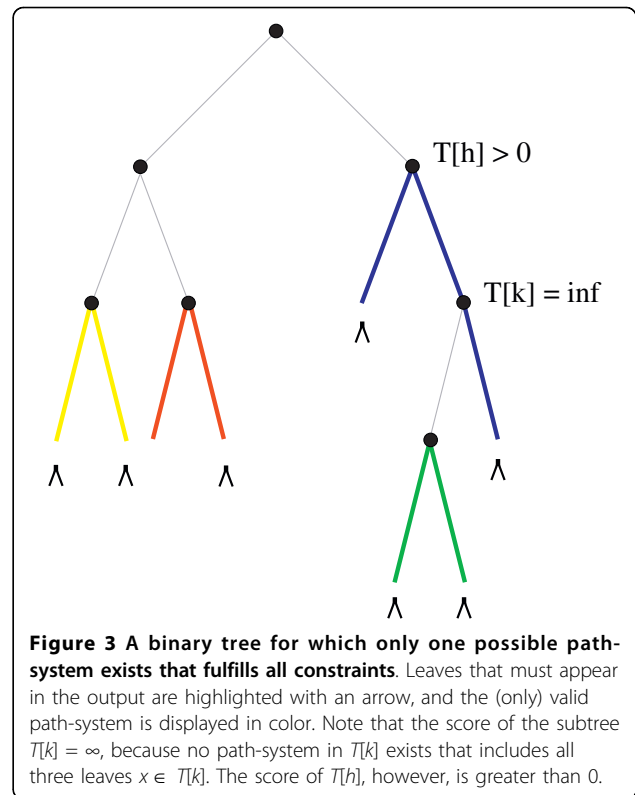 T[h] > 0
T[k] = inf
Figure 3 A binary tree for which only one possible path-
system exists that fulfills all constraints. Leaves that must appear
in the output are highlighted with an arrow, and the (only) valid
path-system is displayed in color. Note that the score of the subtree
T[k] = ∞, because no path-system in T[k] exists that includes all
three leaves x ∈ T[k]. The score of T[h], however, is greater than 0.